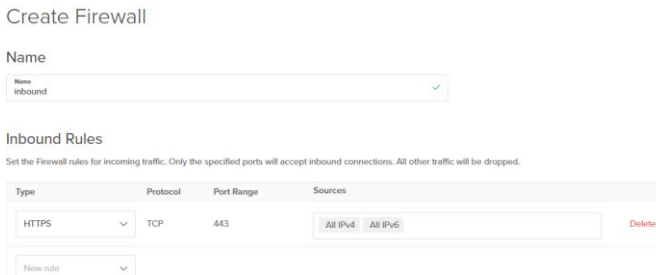 Create Firewall
Name
Name
inbound
Inbound Rules
Set the Firewall rules for incoming traffic. Only the specified ports will accept inbound connections. All other traffic will be dropped.
Type Protocol Port Range Sources
HTTPS TCP 443 All IPv4 All IPv6 Delete
New rule